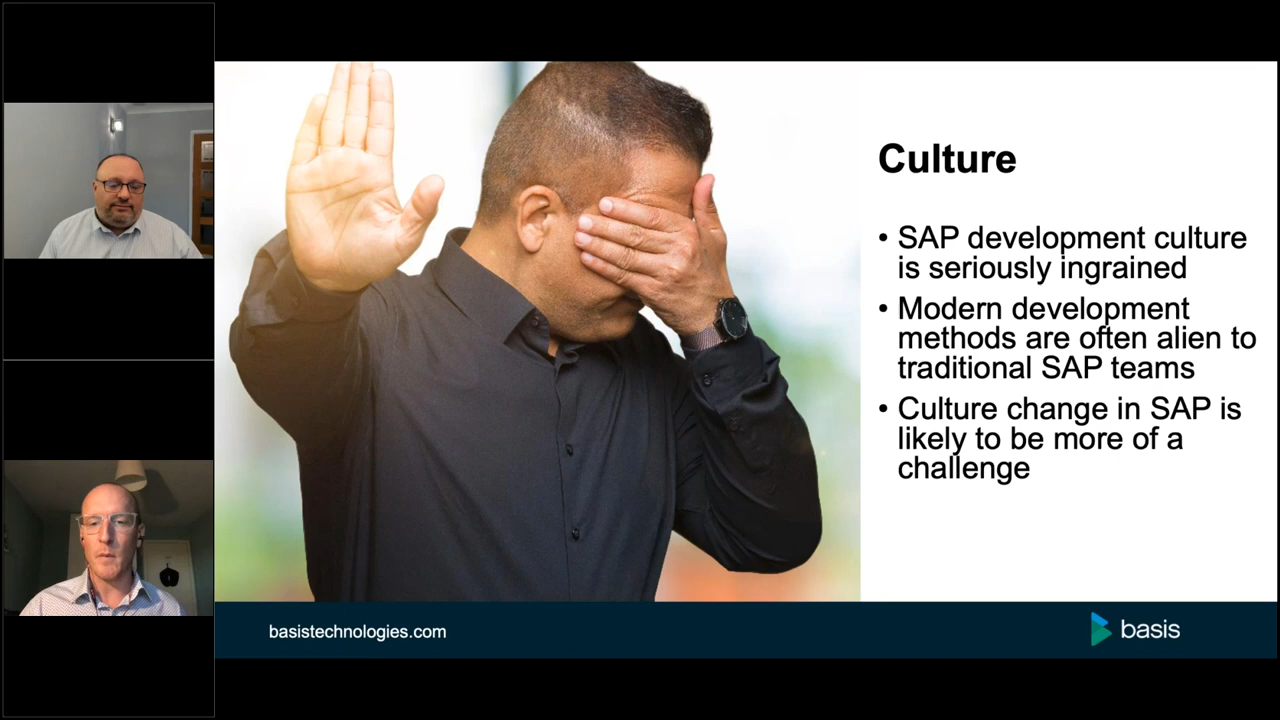 Culture
• SAP development culture
is seriously ingrained
• Modern development
methods are often alien to
traditional SAP teams
• Culture change in SAP is
likely to be more of a
challenge
basistechnologies.com
basis